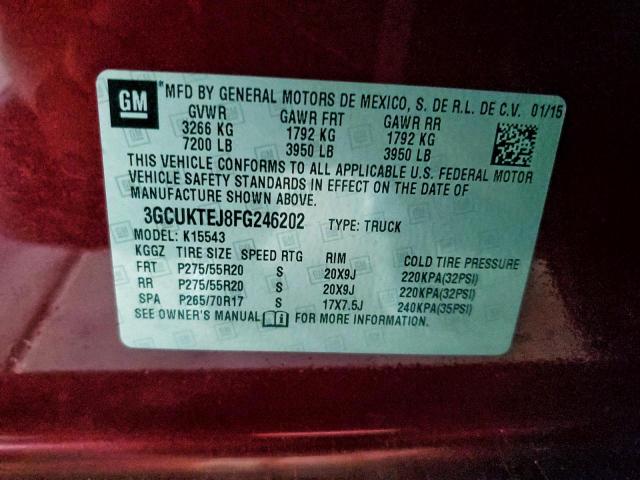 GM *MFD BY GENERAL MOTORS DE MEXICO, S. DE R.L. DE C.V. 01/15
GVWR GAWR FRT GAWR RR
3266 KG 1792 KG 1792 KG
7200 LB 3950 LB 3950 LB
THIS VEHICLE CONFORMS TO ALL APPLICABLE U.S. FEDERAL MOTOR
VEHICLE SAFETY STANDARDS IN EFFECT ON THE DATE OF
MANUFACTURE SHOWN ABOVE.
3GCUKTEJ8FG246202 TYPE: TRUCK
MODEL: K15543
KGGZ TIRE SIZE SPEED RTG RIM COLD TIRE PRESSURE
FRT P275/55R20 S 20X9J 220KPA(32PSI)
RR P275/55R20 S 20X9J 220KPA(32PSI)
SPA P265/70R17 S 17X7.5J 240KPA(35PSI)
SEE OWNER'S MANUAL FOR MORE INFORMATION.